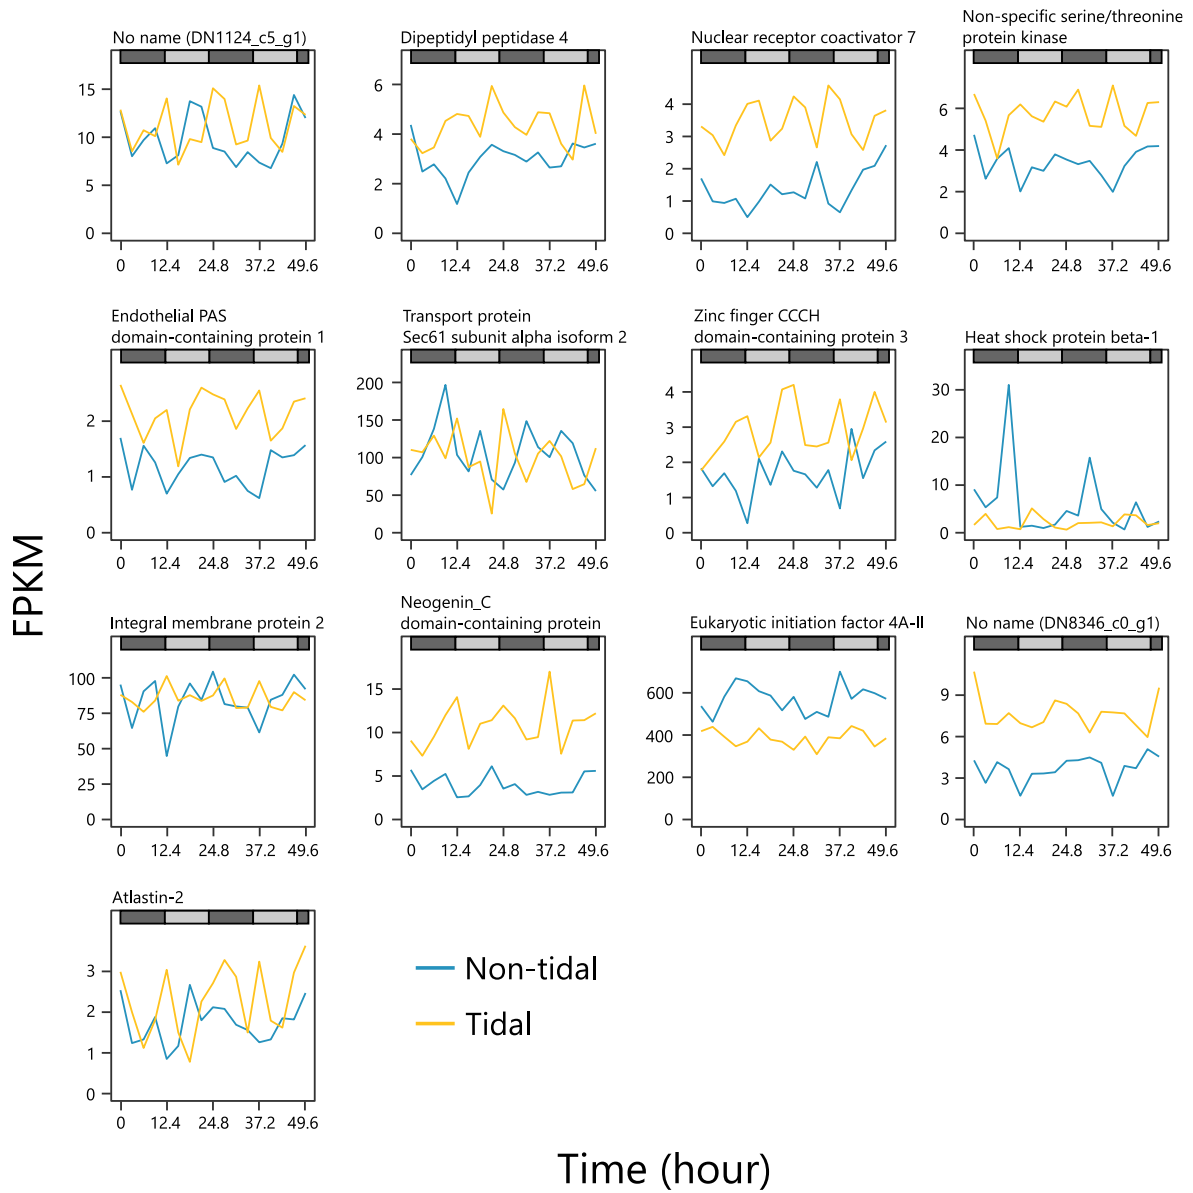 No name (DN1124_c5_g1)
15
10
5
0
0 12.4 24.8 37.2 49.6
Dipeptidyl peptidase 4
6
4
2
0
0 12.4 24.8 37.2 49.6
Nuclear receptor coactivator 7
4
3
2
1
0
0 12.4 24.8 37.2 49.6
Non-specific serine/threonine
protein kinase
6
4
2
0
0 12.4 24.8 37.2 49.6
Endothelial PAS
domain-containing protein 1
2
1
0
0 12.4 24.8 37.2 49.6
Transport protein
Sec61 subunit alpha isoform 2
200
150
100
50
0
0 12.4 24.8 37.2 49.6
Zinc finger CCCH
domain-containing protein 3
4
3
2
1
0
0 12.4 24.8 37.2 49.6
Heat shock protein beta-1
30
20
10
0
0 12.4 24.8 37.2 49.6
FPKM
Integral membrane protein 2
100
75
50
25
0
0 12.4 24.8 37.2 49.6
Neogenin_C
domain-containing protein
15
10
5
0
0 12.4 24.8 37.2 49.6
Eukaryotic initiation factor 4A-II
600
400
200
0
0 12.4 24.8 37.2 49.6
No name (DN8346_c0_g1)
9
6
3
0
0 12.4 24.8 37.2 49.6
Atlastin-2
3
2
1
0
0 12.4 24.8 37.2 49.6
Non-tidal
Tidal
Time (hour)